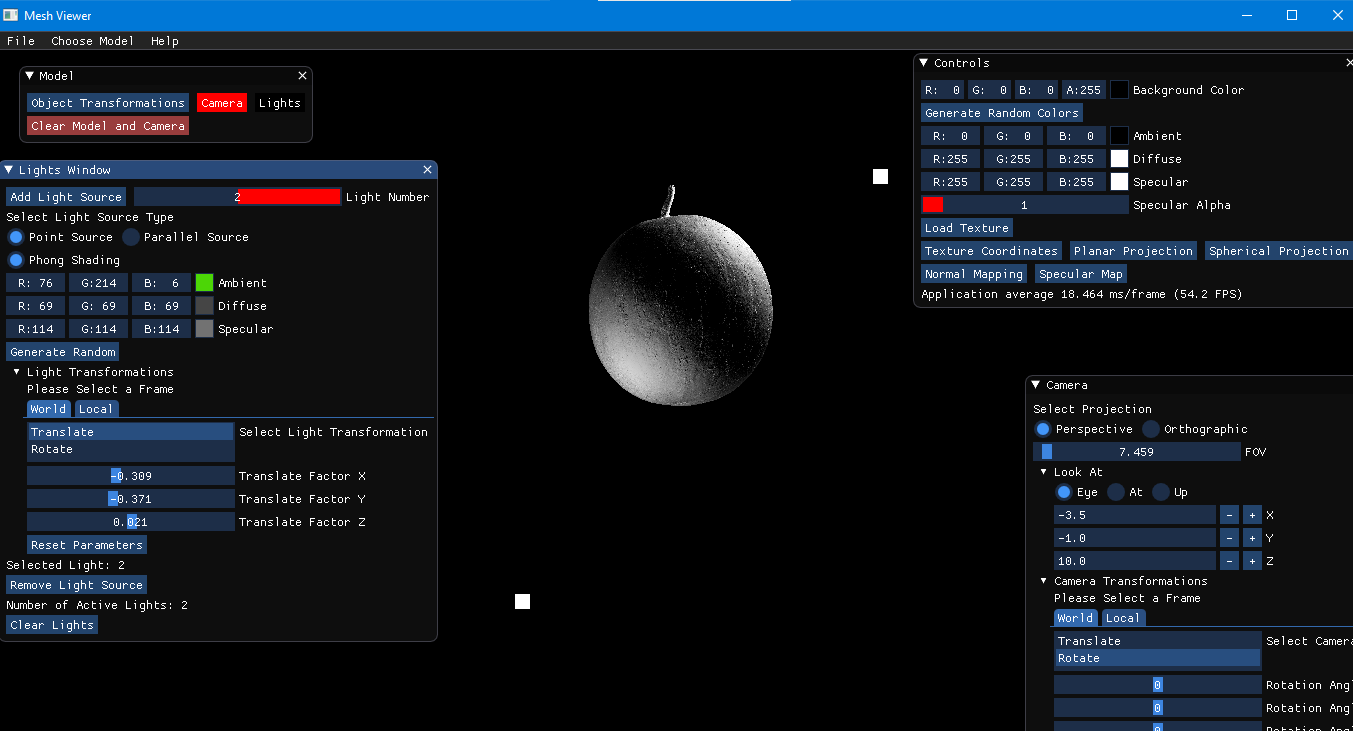 Mesh Viewer
File Choose Model Help
Model
Object Transformations Camera Lights
Clear Model and Camera
Lights Window
Add Light Source 2 Light Number
Select Light Source Type
Point Source Parallel Source
Phong Shading
R: 76 G:214 B: 6 Ambient
R: 69 G: 69 B: 69 Diffuse
R:114 G:114 B:114 Specular
Generate Random
Light Transformations
Please Select a Frame
World Local
Translate Select Light Transformation
Rotate
-0.309 Translate Factor X
-0.371 Translate Factor Y
0.021 Translate Factor Z
Reset Parameters
Selected Light: 2
Remove Light Source
Number of Active Lights: 2
Clear Lights
Controls
R: 0 G: 0 B: 0 A:255 Background Color
Generate Random Colors
R: 0 G: 0 B: 0 Ambient
R:255 G:255 B:255 Diffuse
R:255 G:255 B:255 Specular
1 Specular Alpha
Load Texture
Texture Coordinates Planar Projection Spherical Projection
Normal Mapping Specular Map
Application average 18.464 ms/frame (54.2 FPS)
Camera
Select Projection
Perspective Orthographic
7.459 FOV
Look At
Eye At Up
-3.5 - + X
-1.0 - + Y
10.0 - + Z
Camera Transformations
Please Select a Frame
World Local
Translate Select Camera
Rotate
0 Rotation Angl
0 Rotation Angl
0 Rotation Angl